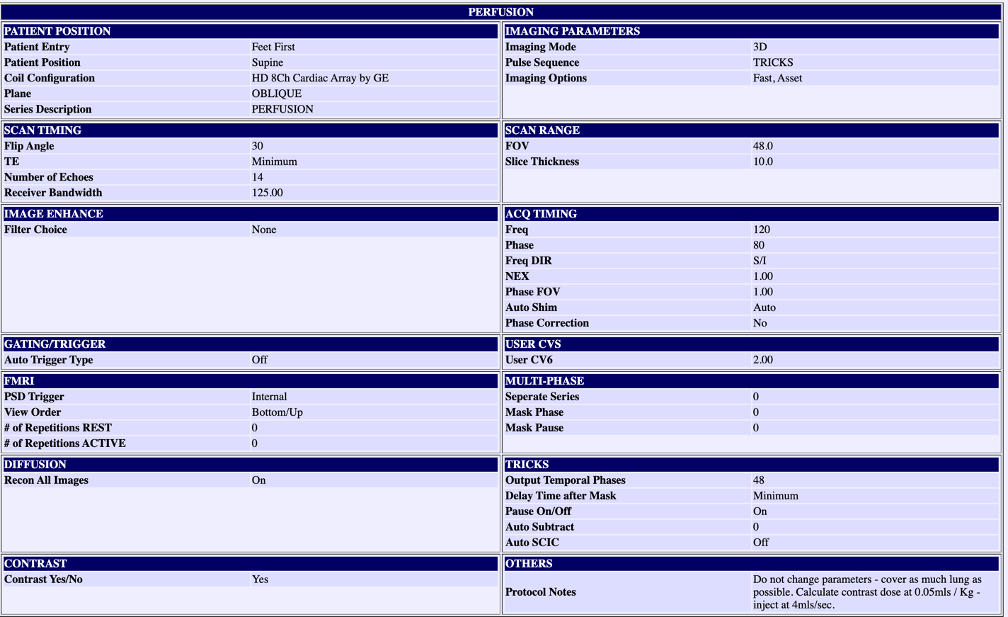 PERFUSION
PATIENT POSITION
Patient Entry Feet First
Patient Position Supine
Coil Configuration HD 8Ch Cardiac Array by GE
Plane OBLIQUE
Series Description PERFUSION
IMAGING PARAMETERS
Imaging Mode 3D
Pulse Sequence TRICKS
Imaging Options Fast, Asset
SCAN TIMING
Flip Angle 30
TE Minimum
Number of Echoes 14
Receiver Bandwidth 125.00
SCAN RANGE
FOV 48.0
Slice Thickness 10.0
IMAGE ENHANCE
Filter Choice None
ACQ TIMING
Freq 120
Phase 80
Freq DIR S/I
NEX 1.00
Phase FOV 1.00
Auto Shim Auto
Phase Correction No
GATING/TRIGGER
Auto Trigger Type Off
USER CVS
User CV6 2.00
FMRI
PSD Trigger Internal
View Order Bottom/Up
# of Repetitions REST 0
# of Repetitions ACTIVE 0
MULTI-PHASE
Seperate Series 0
Mask Phase 0
Mask Pause 0
DIFFUSION
Recon All Images On
TRICKS
Output Temporal Phases 48
Delay Time after Mask Minimum
Pause On/Off On
Auto Subtract 0
Auto SCIC Off
CONTRAST
Contrast Yes/No Yes
OTHERS
Protocol Notes Do not change parameters - cover as much lung as
possible. Calculate contrast dose at 0.05mls / Kg -
inject at 4mls/sec.